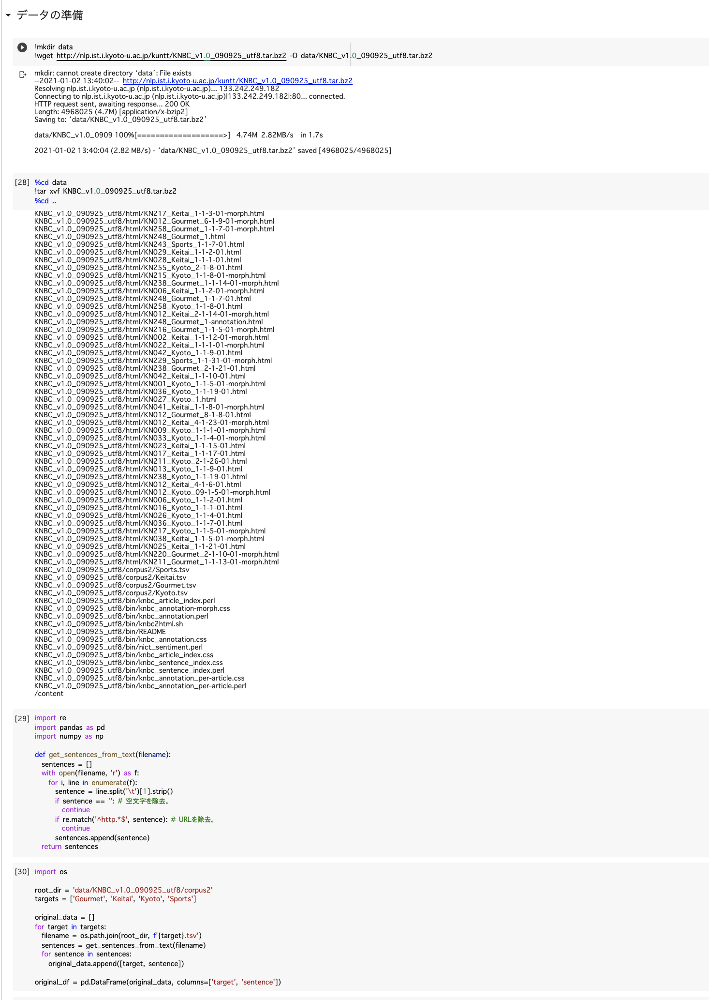 データの準備
!mkdir data
!wget http://nlp.ist.i.kyoto-u.ac.jp/kuntt/KNBC_v1.0_090925_utf8.tar.bz2 -O data/KNBC_v1.0_090925_utf8.tar.bz2
mkdir: cannot create directory ‘data’: File exists
--2021-01-02 13:40:02-- http://nlp.ist.i.kyoto-u.ac.jp/kuntt/KNBC_v1.0_090925_utf8.tar.bz2
Resolving nlp.ist.i.kyoto-u.ac.jp (nlp.ist.i.kyoto-u.ac.jp)... 133.242.249.182
Connecting to nlp.ist.i.kyoto-u.ac.jp (nlp.ist.i.kyoto-u.ac.jp)|133.242.249.182|:80... connected.
HTTP request sent, awaiting response... 200 OK
Length: 4968025 (4.7M) [application/x-bzip2]
Saving to: ‘data/KNBC_v1.0_090925_utf8.tar.bz2’
data/KNBC_v1.0_0909 100%[===================>] 4.74M 2.82MB/s in 1.7s
2021-01-02 13:40:04 (2.82 MB/s) - ‘data/KNBC_v1.0_090925_utf8.tar.bz2’ saved [4968025/4968025]
[28] %cd data
!tar xvf KNBC_v1.0_090925_utf8.tar.bz2
%cd ..
KNBC_v1.0_090925_utf8/html/KN217_Keitai_1-1-3-01-morph.html
KNBC_v1.0_090925_utf8/html/KN012_Gourmet_6-1-9-01-morph.html
KNBC_v1.0_090925_utf8/html/KN258_Gourmet_1-1-7-01-morph.html
KNBC_v1.0_090925_utf8/html/KN248_Gourmet_1.html
KNBC_v1.0_090925_utf8/html/KN243_Sports_1-1-7-01.html
KNBC_v1.0_090925_utf8/html/KN029_Keitai_1-1-2-01.html
KNBC_v1.0_090925_utf8/html/KN028_Keitai_1-1-1-01.html
KNBC_v1.0_090925_utf8/html/KN255_Kyoto_2-1-8-01.html
KNBC_v1.0_090925_utf8/html/KN215_Kyoto_1-1-8-01-morph.html
KNBC_v1.0_090925_utf8/html/KN238_Gourmet_1-1-14-01-morph.html
KNBC_v1.0_090925_utf8/html/KN006_Keitai_1-1-2-01-morph.html
KNBC_v1.0_090925_utf8/html/KN248_Gourmet_1-1-7-01.html
KNBC_v1.0_090925_utf8/html/KN258_Kyoto_1-1-8-01.html
KNBC_v1.0_090925_utf8/html/KN012_Keitai_2-1-14-01-morph.html
KNBC_v1.0_090925_utf8/html/KN248_Gourmet_1-annotation.html
KNBC_v1.0_090925_utf8/html/KN216_Gourmet_1-1-5-01-morph.html
KNBC_v1.0_090925_utf8/html/KN002_Keitai_1-1-12-01-morph.html
KNBC_v1.0_090925_utf8/html/KN022_Keitai_1-1-1-01-morph.html
KNBC_v1.0_090925_utf8/html/KN042_Kyoto_1-1-9-01.html
KNBC_v1.0_090925_utf8/html/KN229_Sports_1-1-31-01-morph.html
KNBC_v1.0_090925_utf8/html/KN238_Gourmet_2-1-21-01.html
KNBC_v1.0_090925_utf8/html/KN042_Keitai_1-1-10-01.html
KNBC_v1.0_090925_utf8/html/KN001_Kyoto_1-1-5-01-morph.html
KNBC_v1.0_090925_utf8/html/KN036_Kyoto_1-1-19-01.html
KNBC_v1.0_090925_utf8/html/KN027_Kyoto_1.html
KNBC_v1.0_090925_utf8/html/KN041_Keitai_1-1-8-01-morph.html
KNBC_v1.0_090925_utf8/html/KN012_Gourmet_8-1-8-01.html
KNBC_v1.0_090925_utf8/html/KN012_Keitai_4-1-23-01-morph.html
KNBC_v1.0_090925_utf8/html/KN009_Kyoto_1-1-1-01-morph.html
KNBC_v1.0_090925_utf8/html/KN033_Kyoto_1-1-4-01-morph.html
KNBC_v1.0_090925_utf8/html/KN023_Keitai_1-1-15-01.html
KNBC_v1.0_090925_utf8/html/KN017_Keitai_1-1-17-01.html
KNBC_v1.0_090925_utf8/html/KN211_Kyoto_2-1-26-01.html
KNBC_v1.0_090925_utf8/html/KN013_Kyoto_1-1-9-01.html
KNBC_v1.0_090925_utf8/html/KN238_Kyoto_1-1-19-01.html
KNBC_v1.0_090925_utf8/html/KN012_Keitai_4-1-6-01.html
KNBC_v1.0_090925_utf8/html/KN012_Kyoto_09-1-5-01-morph.html
KNBC_v1.0_090925_utf8/html/KN006_Kyoto_1-1-2-01.html
KNBC_v1.0_090925_utf8/html/KN016_Kyoto_1-1-1-01.html
KNBC_v1.0_090925_utf8/html/KN026_Kyoto_1-1-4-01.html
KNBC_v1.0_090925_utf8/html/KN036_Kyoto_1-1-7-01.html
KNBC_v1.0_090925_utf8/html/KN217_Kyoto_1-1-5-01-morph.html
KNBC_v1.0_090925_utf8/html/KN038_Keitai_1-1-5-01-morph.html
KNBC_v1.0_090925_utf8/html/KN025_Keitai_1-1-21-01.html
KNBC_v1.0_090925_utf8/html/KN220_Gourmet_2-1-10-01-morph.html
KNBC_v1.0_090925_utf8/html/KN211_Gourmet_1-1-13-01-morph.html
KNBC_v1.0_090925_utf8/corpus2/Sports.tsv
KNBC_v1.0_090925_utf8/corpus2/Keitai.tsv
KNBC_v1.0_090925_utf8/corpus2/Gourmet.tsv
KNBC_v1.0_090925_utf8/corpus2/Kyoto.tsv
KNBC_v1.0_090925_utf8/bin/knbc_article_index.perl
KNBC_v1.0_090925_utf8/bin/knbc_annotation-morph.css
KNBC_v1.0_090925_utf8/bin/knbc_annotation.perl
KNBC_v1.0_090925_utf8/bin/knbc2html.sh
KNBC_v1.0_090925_utf8/bin/README
KNBC_v1.0_090925_utf8/bin/knbc_annotation.css
KNBC_v1.0_090925_utf8/bin/nict_sentiment.perl
KNBC_v1.0_090925_utf8/bin/knbc_article_index.css
KNBC_v1.0_090925_utf8/bin/knbc_sentence_index.css
KNBC_v1.0_090925_utf8/bin/knbc_sentence_index.perl
KNBC_v1.0_090925_utf8/bin/knbc_annotation_per-article.css
KNBC_v1.0_090925_utf8/bin/knbc_annotation_per-article.perl
/content
[29] import re
import pandas as pd
import numpy as np
def get_sentences_from_text(filename):
sentences = []
with open(filename, 'r') as f:
for i, line in enumerate(f):
sentence = line.split('\t')[1].strip()
if sentence == '': # 空文字を除去。
continue
if re.match('^http.*$', sentence): # URLを除去。
continue
sentences.append(sentence)
return sentences
[30] import os
root_dir = 'data/KNBC_v1.0_090925_utf8/corpus2'
targets = ['Gourmet', 'Keitai', 'Kyoto', 'Sports']
original_data = []
for target in targets:
filename = os.path.join(root_dir, f'{target}.tsv')
sentences = get_sentences_from_text(filename)
for sentence in sentences:
original_data.append([target, sentence])
original_df = pd.DataFrame(original_data, columns=['target', 'sentence'])